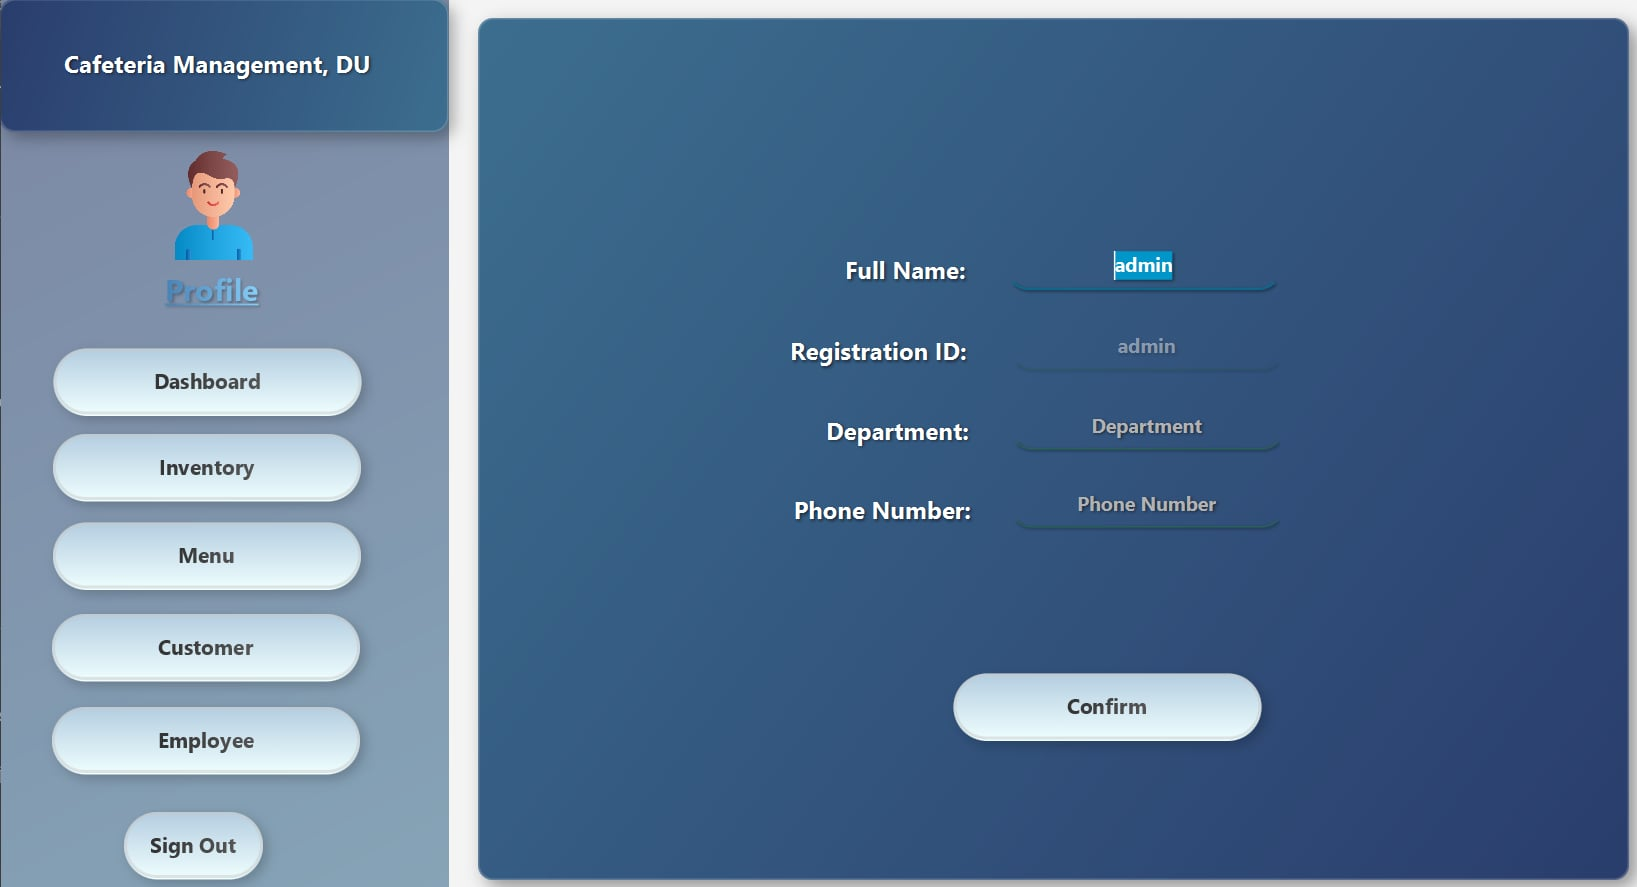 Cafeteria Management, DU
Profile
Dashboard
Inventory
Menu
Customer
Employee
Sign Out
Full Name: admin
Registration ID: admin
Department: Department
Phone Number: Phone Number
Confirm